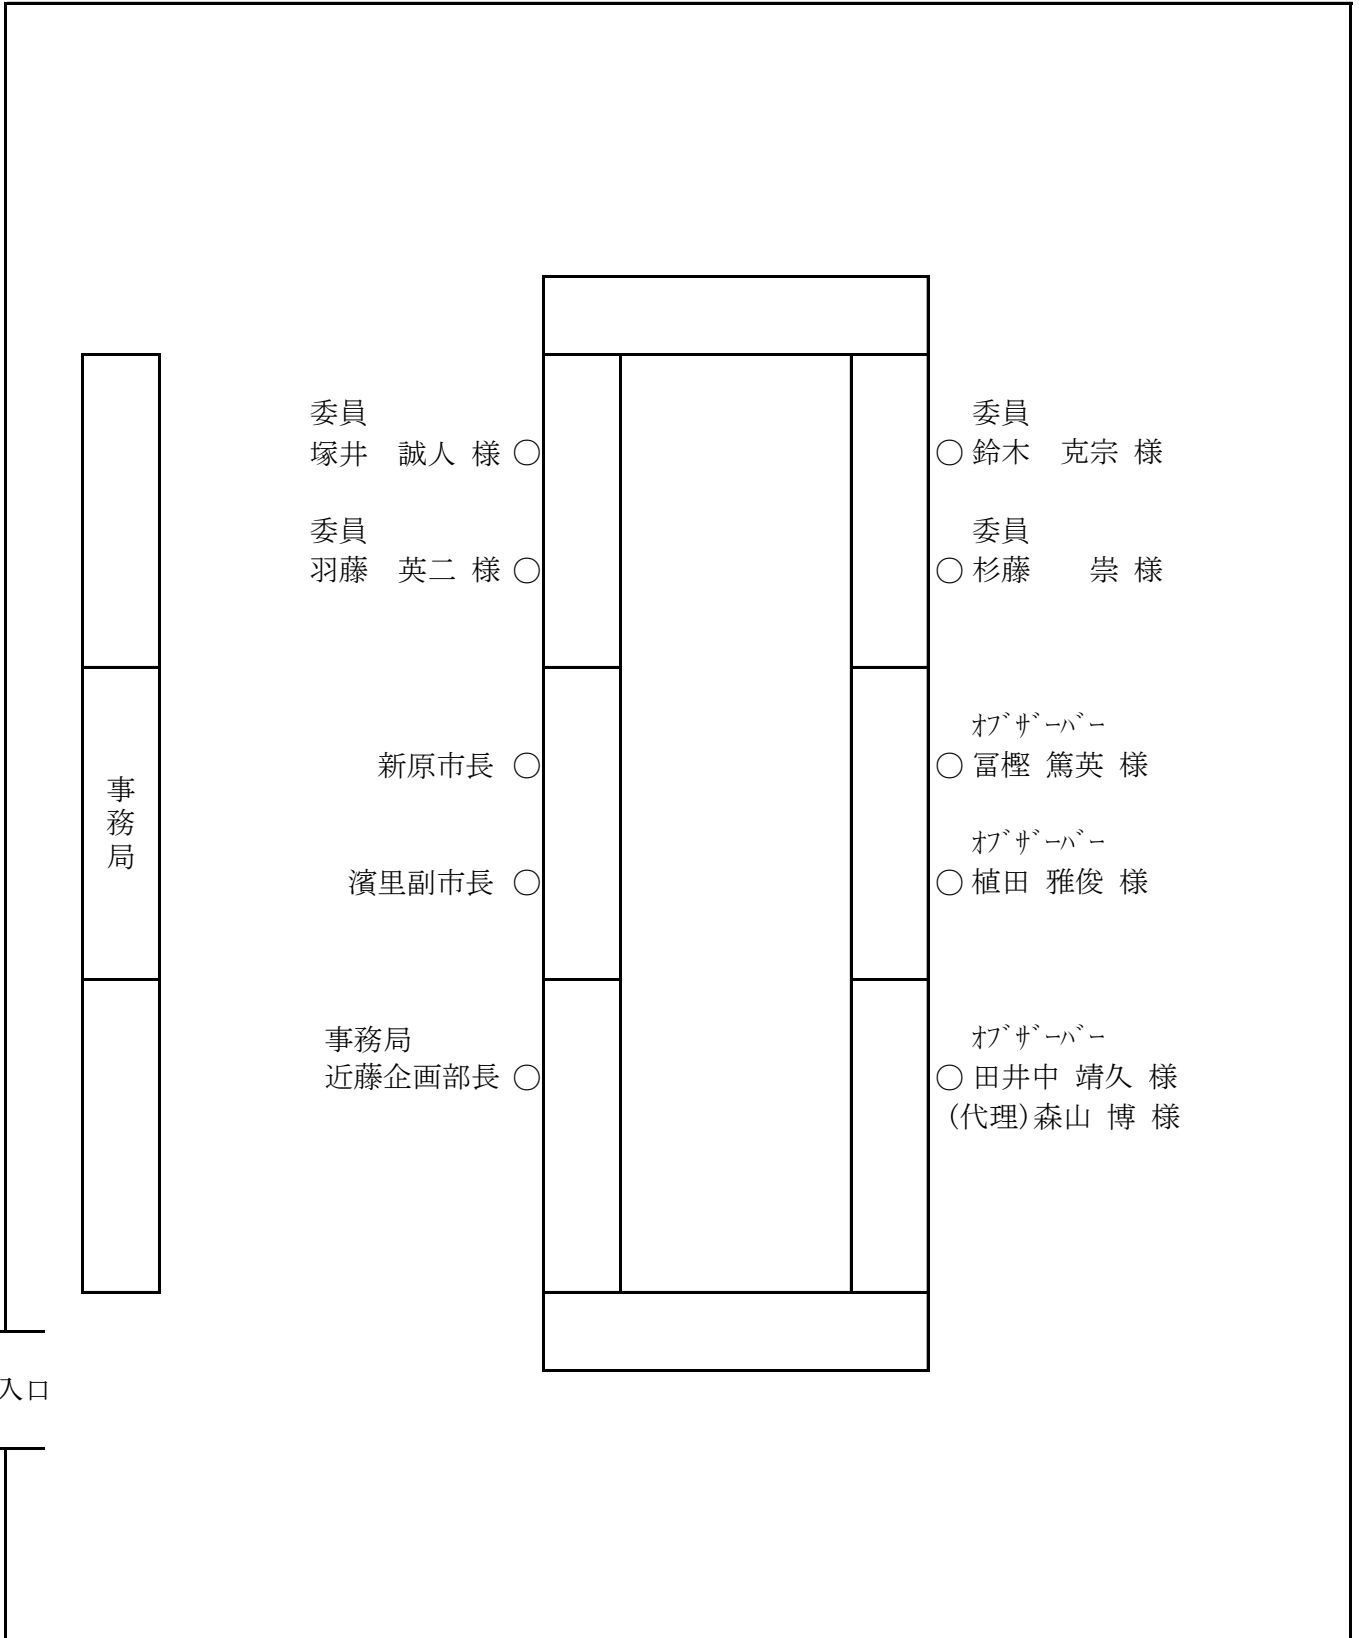 委員
塚井　誠人 様 ○
委員
羽藤　英二 様 ○
新原市長 ○
濱里副市長 ○
事務局
近藤企画部長 ○
委員
○ 鈴木　克宗 様
委員
○ 杉藤　　崇 様
ｵﾌﾞｻﾞｰﾊﾞｰ
○ 冨樫 篤英 様
ｵﾌﾞｻﾞｰﾊﾞｰ
○ 植田 雅俊 様
ｵﾌﾞｻﾞｰﾊﾞｰ
○ 田井中 靖久 様
(代理)森山 博 様
事務局
入口